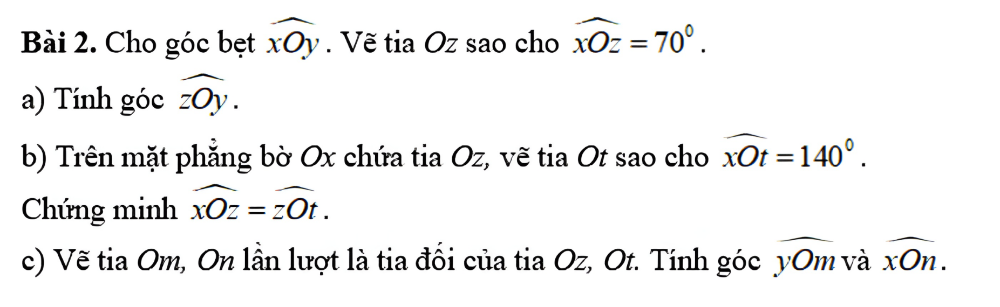 Bài 2. Cho góc bẹt $\widehat{xOy}$ . Vẽ tia Oz sao cho $\widehat{xOz} = 70^0$ .
a) Tính góc $\widehat{zOy}$ .
b) Trên mặt phẳng bờ Ox chứa tia Oz, vẽ tia Ot sao cho $\widehat{xOt} = 140^0$ .
Chứng minh $\widehat{xOz} = \widehat{zOt}$ .
c) Vẽ tia Om, On lần lượt là tia đối của tia Oz, Ot. Tính góc $\widehat{yOm}$ và $\widehat{xOn}$ .